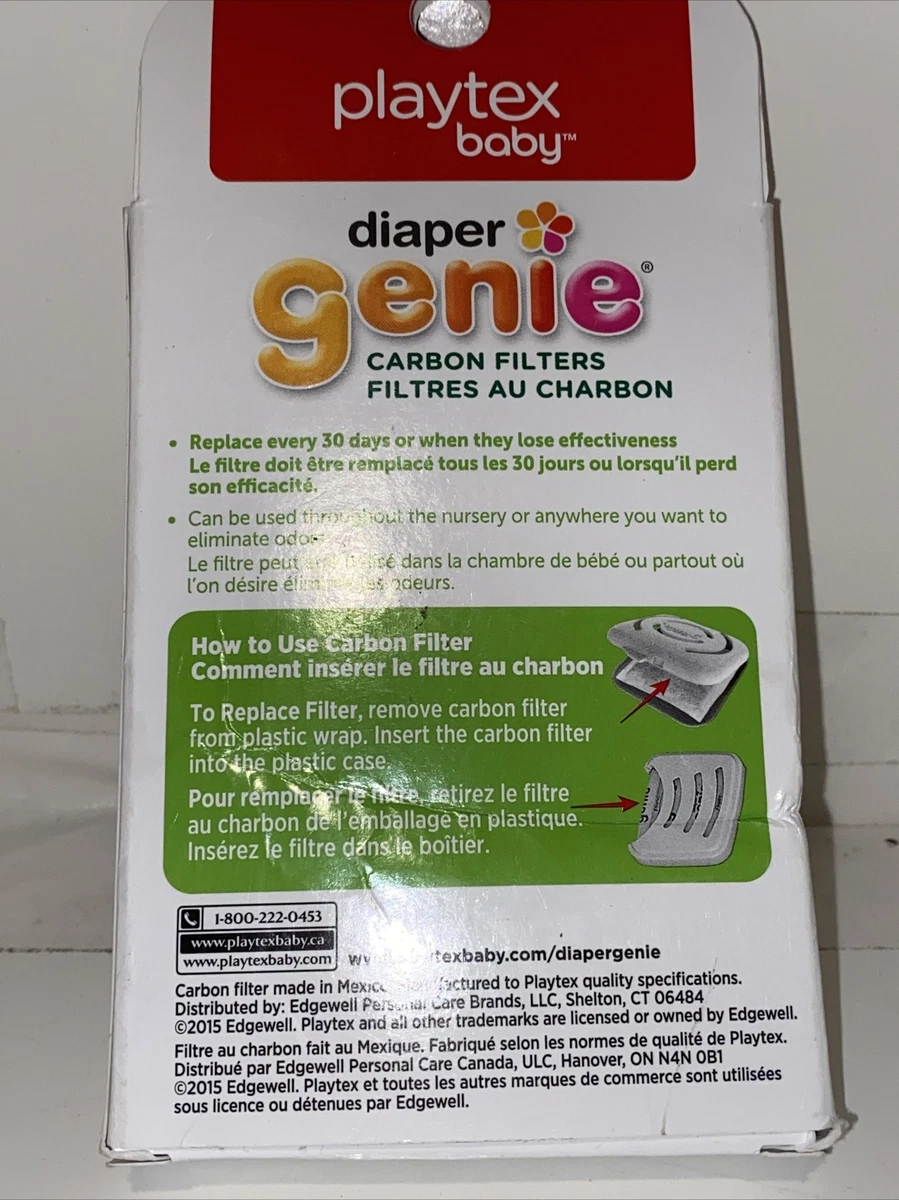 playtex
baby™
diaper
genie®
CARBON FILTERS
FILTRES AU CHARBON
• Replace every 30 days or when they lose effectiveness
Le filtre doit être remplacé tous les 30 jours ou lorsqu'il perd
son efficacité.
• Can be used throughout the nursery or anywhere you want to
eliminate
Le filtre peut dans la chambre de bébé ou partout où
l'on désire odeurs.
How to Use Carbon Filter
Comment insérer le filtre au charbon
To Replace Filter, remove carbon filter
from plastic wrap. Insert the carbon filter
into the plastic case.
Pour remplacer le filtre, retirez le filtre
au charbon de l'emballage en plastique.
Insérez le filtre dans le boîtier.
genie
1-800-222-0453
www.playtexbaby.ca
www.playtexbaby.com
texbaby.com/diapergenie
Carbon filter made in Mexico to Playtex quality specifications.
Distributed by: Edgewell Personal Care Brands, LLC, Shelton, CT 06484
©2015 Edgewell. Playtex and all other trademarks are licensed or owned by Edgewell.
Filtre au charbon fait au Mexique. Fabriqué selon les normes de qualité de Playtex.
Distribué par Edgewell Personal Care Canada, ULC, Hanover, ON N4N 0B1
©2015 Edgewell. Playtex et toutes les autres marques de commerce sont utilisées
sous licence ou détenues par Edgewell.